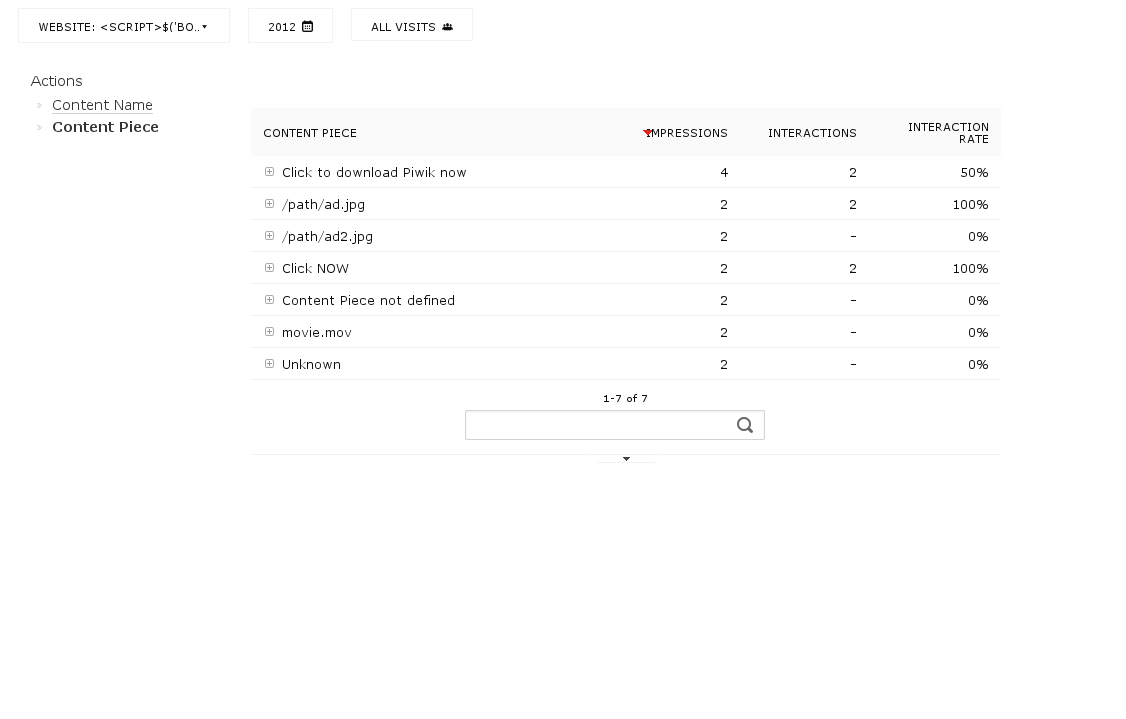 WEBSITE: <SCRIPT>$('BO..
2012
ALL VISITS
Actions
Content Name
Content Piece
CONTENT PIECE IMPRESSIONS INTERACTIONS INTERACTION RATE
Click to download Piwik now 4 2 50%
/path/ad.jpg 2 2 100%
/path/ad2.jpg 2 - 0%
Click NOW 2 2 100%
Content Piece not defined 2 - 0%
movie.mov 2 - 0%
Unknown 2 - 0%
1-7 of 7